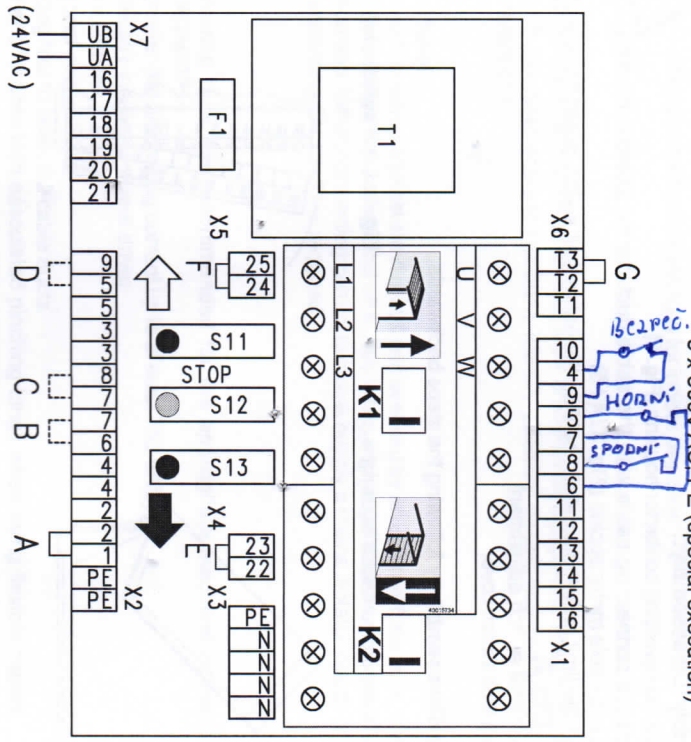 (special execution)
Bezpeč.
HORNÍ
SPODNÍ
G
X6
T3 T2 T1
10 4 9 5 7 8 6 11 12 13 14 15 16
X1
T1
F1
U V W
L1 L2 L3
K1
K2
40015734
X5
25 24
F
S11
STOP
S12
S13
X4
23 22
E
X3
PE N N N N
X7
UB UA 16 17 18 19 20 21
9 5 5 3 3 8 7 7 6 4 4 2 2 1 PE PE
X2
(24VAC)
D
C
B
A